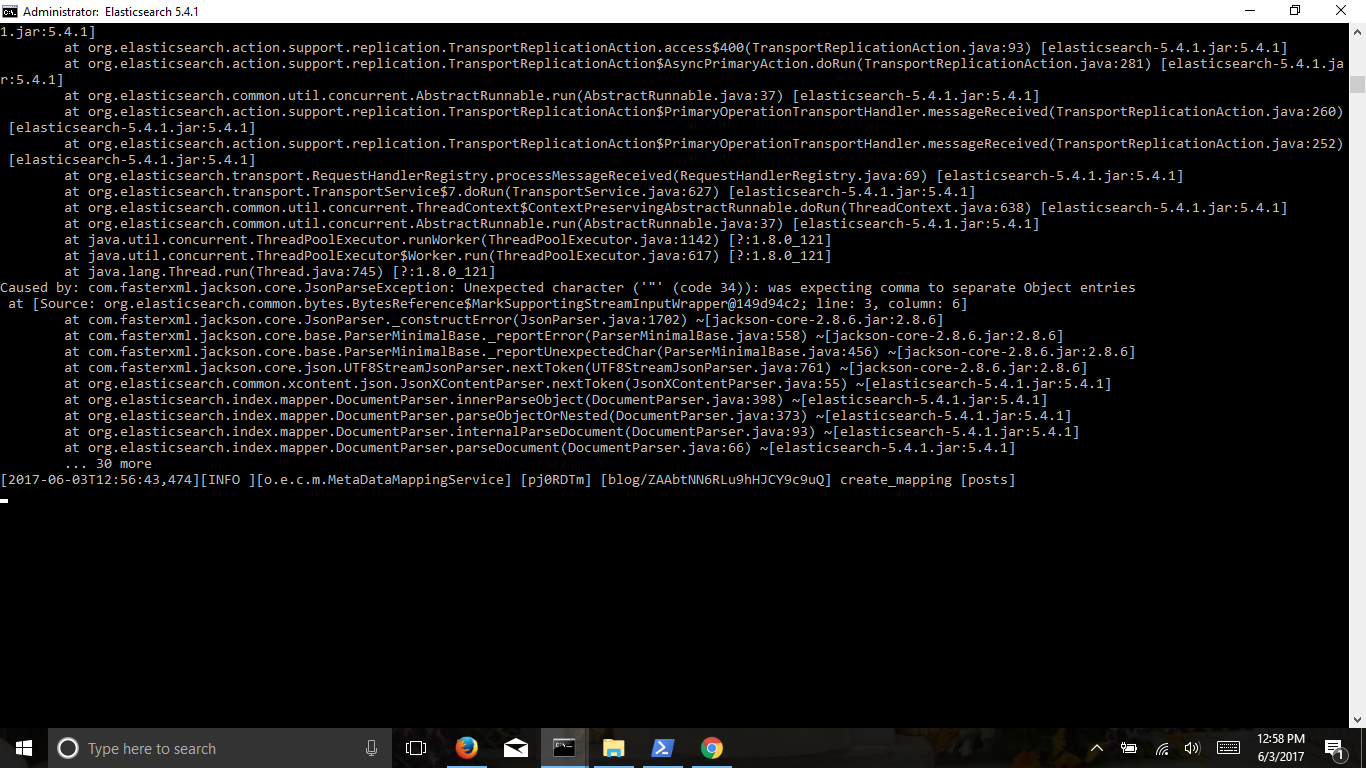 Administrator: Elasticsearch 5.4.1
1.jar:5.4.1]
at org.elasticsearch.action.support.replication.TransportReplicationAction.access$400(TransportReplicationAction.java:93) [elasticsearch-5.4.1.jar:5.4.1]
at org.elasticsearch.action.support.replication.TransportReplicationAction$AsyncPrimaryAction.doRun(TransportReplicationAction.java:281) [elasticsearch-5.4.1.ja
r:5.4.1]
at org.elasticsearch.common.util.concurrent.AbstractRunnable.run(AbstractRunnable.java:37) [elasticsearch-5.4.1.jar:5.4.1]
at org.elasticsearch.action.support.replication.TransportReplicationAction$PrimaryOperationTransportHandler.messageReceived(TransportReplicationAction.java:260)
[elasticsearch-5.4.1.jar:5.4.1]
at org.elasticsearch.action.support.replication.TransportReplicationAction$PrimaryOperationTransportHandler.messageReceived(TransportReplicationAction.java:252)
[elasticsearch-5.4.1.jar:5.4.1]
at org.elasticsearch.transport.RequestHandlerRegistry.processMessageReceived(RequestHandlerRegistry.java:69) [elasticsearch-5.4.1.jar:5.4.1]
at org.elasticsearch.transport.TransportService$7.doRun(TransportService.java:627) [elasticsearch-5.4.1.jar:5.4.1]
at org.elasticsearch.common.util.concurrent.ThreadContext$ContextPreservingAbstractRunnable.doRun(ThreadContext.java:638) [elasticsearch-5.4.1.jar:5.4.1]
at org.elasticsearch.common.util.concurrent.AbstractRunnable.run(AbstractRunnable.java:37) [elasticsearch-5.4.1.jar:5.4.1]
at java.util.concurrent.ThreadPoolExecutor.runWorker(ThreadPoolExecutor.java:1142) [?:1.8.0_121]
at java.util.concurrent.ThreadPoolExecutor$Worker.run(ThreadPoolExecutor.java:617) [?:1.8.0_121]
at java.lang.Thread.run(Thread.java:745) [?:1.8.0_121]
Caused by: com.fasterxml.jackson.core.JsonParseException: Unexpected character ('"' (code 34)): was expecting comma to separate Object entries
at [Source: org.elasticsearch.common.bytes.BytesReference$MarkSupportingStreamInputWrapper@149d94c2; line: 3, column: 6]
at com.fasterxml.jackson.core.JsonParser._constructError(JsonParser.java:1702) ~[jackson-core-2.8.6.jar:2.8.6]
at com.fasterxml.jackson.core.base.ParserMinimalBase._reportError(ParserMinimalBase.java:558) ~[jackson-core-2.8.6.jar:2.8.6]
at com.fasterxml.jackson.core.base.ParserMinimalBase._reportUnexpectedChar(ParserMinimalBase.java:456) ~[jackson-core-2.8.6.jar:2.8.6]
at com.fasterxml.jackson.core.json.UTF8StreamJsonParser.nextToken(UTF8StreamJsonParser.java:761) ~[jackson-core-2.8.6.jar:2.8.6]
at org.elasticsearch.common.xcontent.json.JsonXContentParser.nextToken(JsonXContentParser.java:55) ~[elasticsearch-5.4.1.jar:5.4.1]
at org.elasticsearch.index.mapper.DocumentParser.innerParseObject(DocumentParser.java:398) ~[elasticsearch-5.4.1.jar:5.4.1]
at org.elasticsearch.index.mapper.DocumentParser.parseObjectOrNested(DocumentParser.java:373) ~[elasticsearch-5.4.1.jar:5.4.1]
at org.elasticsearch.index.mapper.DocumentParser.internalParseDocument(DocumentParser.java:93) ~[elasticsearch-5.4.1.jar:5.4.1]
at org.elasticsearch.index.mapper.DocumentParser.parseDocument(DocumentParser.java:66) ~[elasticsearch-5.4.1.jar:5.4.1]
... 30 more
[2017-06-03T12:56:43,474][INFO ][o.e.c.m.MetaDataMappingService] [pj0RDTm] [blog/ZAAbtNN6RLu9hHJCY9c9uQ] create_mapping [posts]
Type here to search
12:58 PM
6/3/2017
1